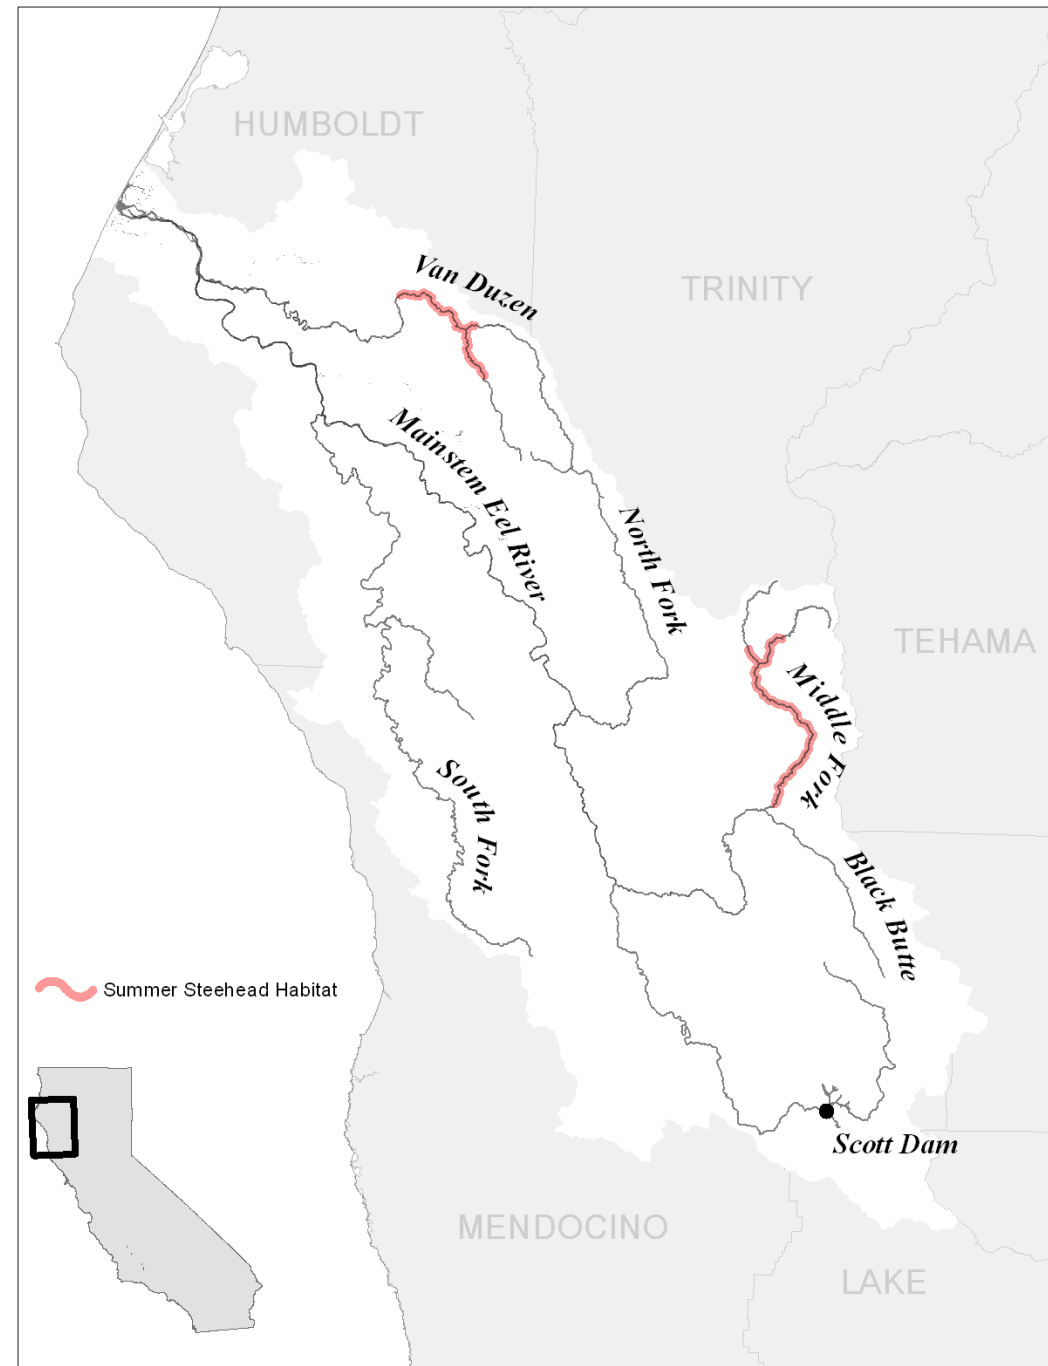 HUMBOLDT
Van Duzen
TRINITY
Mainstem Eel River
North Fork
TEHAMA
Middle Fork
South Fork
Black Butte
Summer Steehead Habitat
Scott Dam
MENDOCINO
LAKE